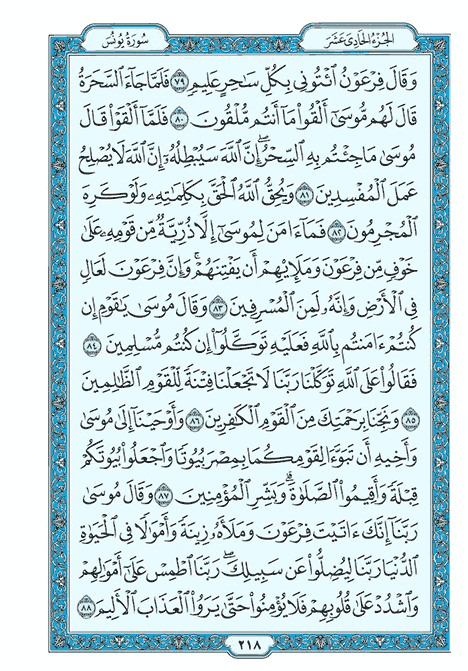 الجزء الحادي عشر
سورة يونس
وَقَالَ فِرْعَوْنُ ٱئْتُونِى بِكُلِّ سَٰحِرٍ عَلِيمٍ ٧٩ فَلَمَّا جَآءَ ٱلسَّحَرَةُ
قَالَ لَهُم مُّوسَىٰٓ أَلْقُوا۟ مَآ أَنتُم مُّلْقُونَ ٨٠ فَلَمَّآ أَلْقَوْا۟ قَالَ
مُوسَىٰ مَا جِئْتُم بِهِ ٱلسِّحْرُ ۖ إِنَّ ٱللَّهَ سَيُبْطِلُهُۥٓ ۖ إِنَّ ٱللَّهَ لَا يُصْلِحُ
عَمَلَ ٱلْمُفْسِدِينَ ٨١ وَيُحِقُّ ٱللَّهُ ٱلْحَقَّ بِكَلِمَٰتِهِۦ وَلَوْ كَرِهَ
ٱلْمُجْرِمُونَ ٨٢ فَمَآ ءَامَنَ لِمُوسَىٰٓ إِلَّا ذُرِّيَّةٌ مِّن قَوْمِهِۦ عَلَىٰ
خَوْفٍ مِّن فِرْعَوْنَ وَمَلَإِي۟هِمْ أَن يَفْتِنَهُمْ ۚ وَإِنَّ فِرْعَوْنَ لَعَالٍ
فِى ٱلْأَرْضِ وَإِنَّهُۥ لَمِنَ ٱلْمُسْرِفِينَ ٨٣ وَقَالَ مُوسَىٰ يَٰقَوْمِ إِن
كُنتُمْ ءَامَنتُم بِٱللَّهِ فَعَلَيْهِ تَوَكَّلُوٓا۟ إِن كُنتُم مُّسْلِمِينَ ٨٤
فَقَالُوا۟ عَلَى ٱللَّهِ تَوَكَّلْنَا رَبَّنَا لَا تَجْعَلْنَا فِتْنَةً لِّلْقَوْمِ ٱلظَّٰلِمِينَ
٨٥ وَنَجِّنَا بِرَحْمَتِكَ مِنَ ٱلْقَوْمِ ٱلْكَٰفِرِينَ ٨٦ وَأَوْحَيْنَآ إِلَىٰ مُوسَىٰ
وَأَخِيهِ أَن تَبَوَّءَا لِقَوْمِكُمَا بِمِصْرَ بُيُوتًا وَٱجْعَلُوا۟ بُيُوتَكُمْ
قِبْلَةً وَأَقِيمُوا۟ ٱلصَّلَوٰةَ ۗ وَبَشِّرِ ٱلْمُؤْمِنِينَ ٨٧ وَقَالَ مُوسَىٰ
رَبَّنَآ إِنَّكَ ءَاتَيْتَ فِرْعَوْنَ وَمَلَأَهُۥ زِينَةً وَأَمْوَٰلًا فِى ٱلْحَيَوٰةِ
ٱلدُّنْيَا رَبَّنَا لِيُضِلُّوا۟ عَن سَبِيلِكَ ۖ رَبَّنَا ٱطْمِسْ عَلَىٰٓ أَمْوَٰلِهِمْ
وَٱشْدُدْ عَلَىٰ قُلُوبِهِمْ فَلَا يُؤْمِنُوا۟ حَتَّىٰ يَرَوُا۟ ٱلْعَذَابَ ٱلْأَلِيمَ ٨٨
٢١٨